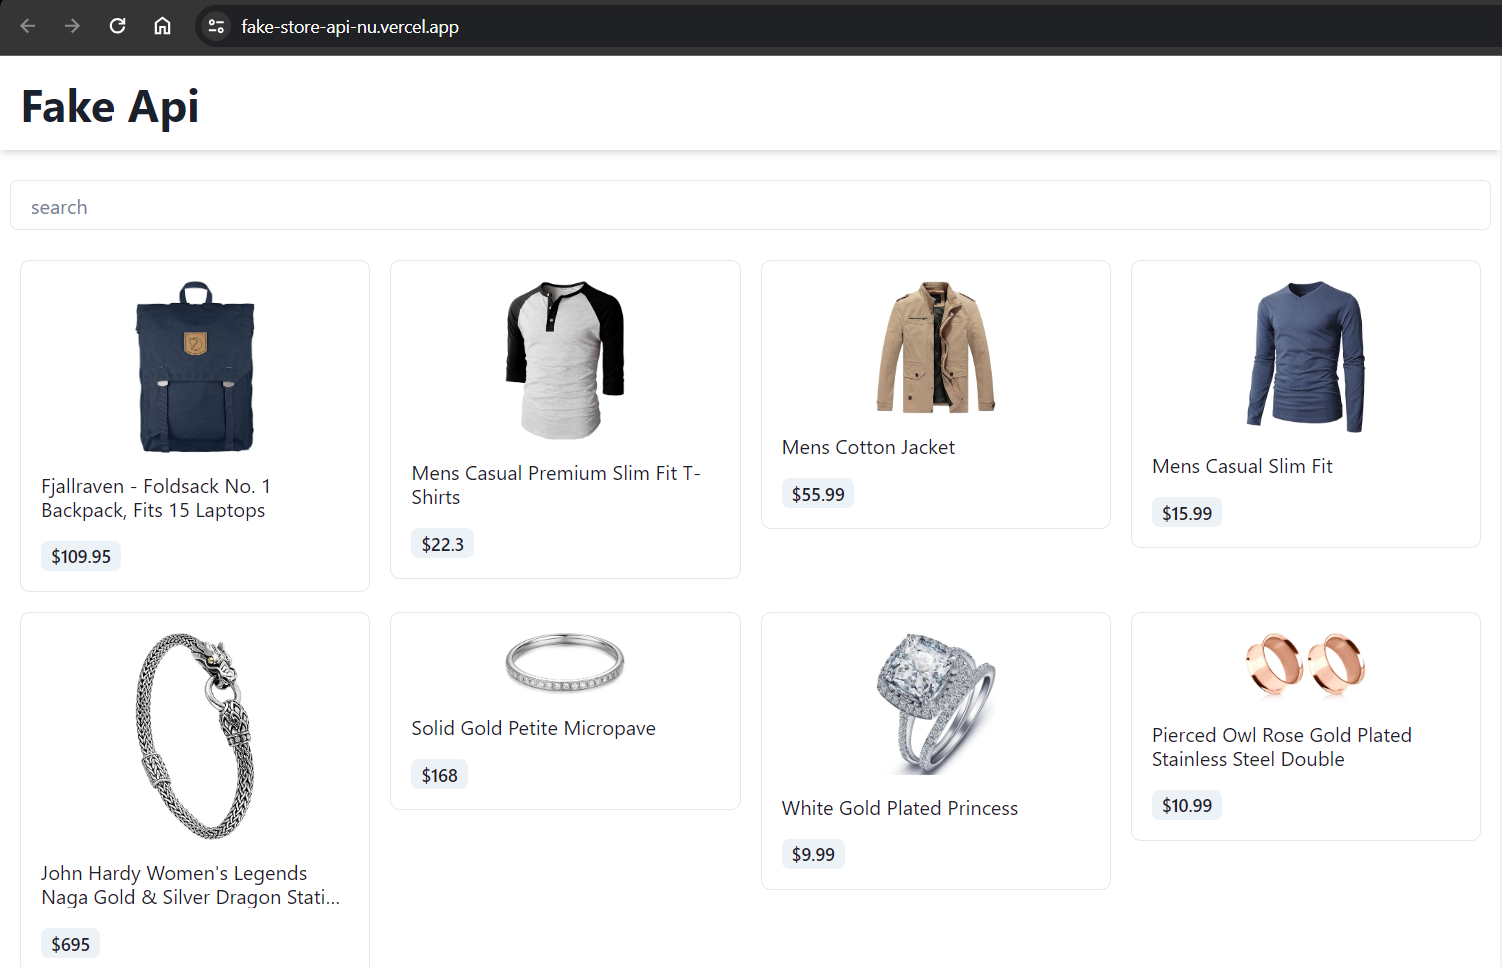 fake-store-api-nu.vercel.app
Fake Api
search
Fjallraven - Foldsack No. 1
Backpack, Fits 15 Laptops
$109.95
Mens Casual Premium Slim Fit T-
Shirts
$22.3
Mens Cotton Jacket
$55.99
Mens Casual Slim Fit
$15.99
John Hardy Women's Legends
Naga Gold & Silver Dragon Stati...
$695
Solid Gold Petite Micropave
$168
White Gold Plated Princess
$9.99
Pierced Owl Rose Gold Plated
Stainless Steel Double
$10.99